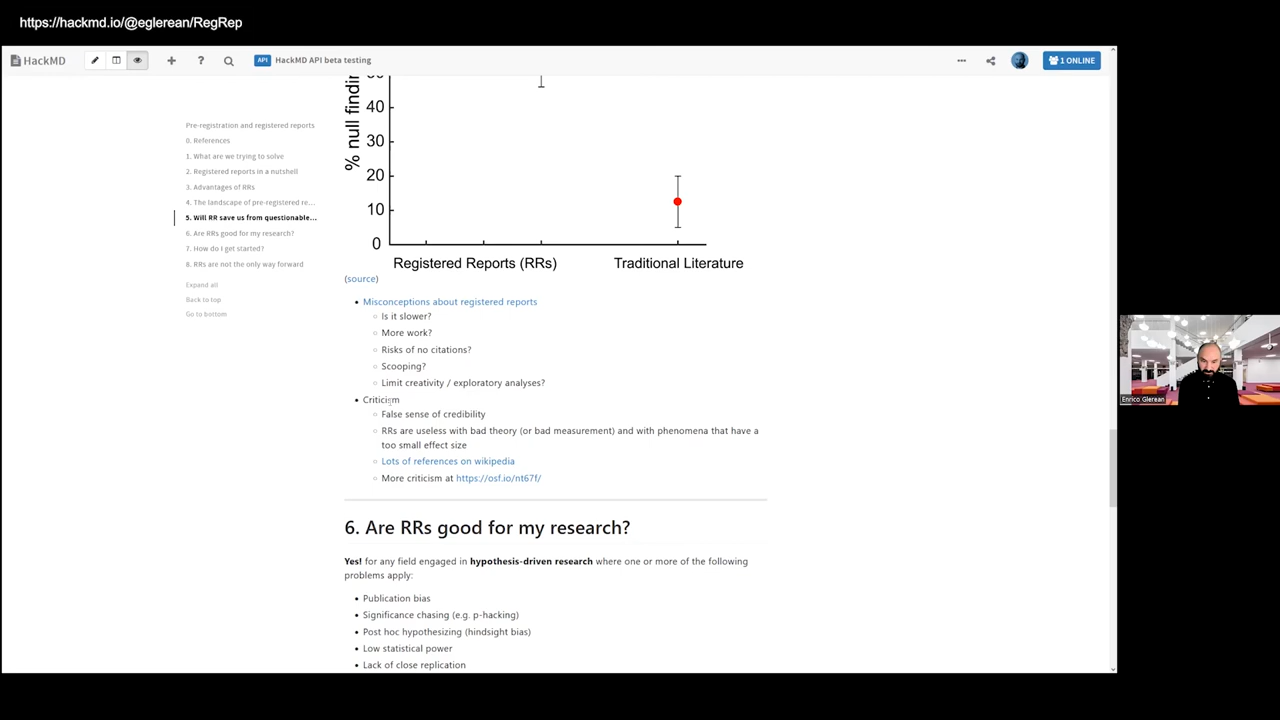 https://hackmd.io/@eglerean/RegRep
HackMD
API HackMD API beta testing
1 ONLINE
Pre-registration and registered reports
0. References
1. What are we trying to solve
2. Registered reports in a nutshell
3. Advantages of RRs
4. The landscape of pre-registered re...
5. Will RR save us from questionable...
6. Are RRs good for my research?
7. How do I get started?
8. RRs are not the only way forward
Expand all
Back to top
Go to bottom
40
30
20
10
0
Registered Reports (RRs)
Traditional Literature
(source)
• Misconceptions about registered reports
○ Is it slower?
○ More work?
○ Risks of no citations?
○ Scooping?
○ Limit creativity / exploratory analyses?
• Criticism
○ False sense of credibility
○ RRs are useless with bad theory (or bad measurement) and with phenomena that have a
too small effect size
○ Lots of references on wikipedia
○ More criticism at https://osf.io/nt67f/
6. Are RRs good for my research?
Yes! for any field engaged in hypothesis-driven research where one or more of the following
problems apply:
• Publication bias
• Significance chasing (e.g. p-hacking)
• Post hoc hypothesizing (hindsight bias)
• Low statistical power
• Lack of close replication
Enrico Glerean